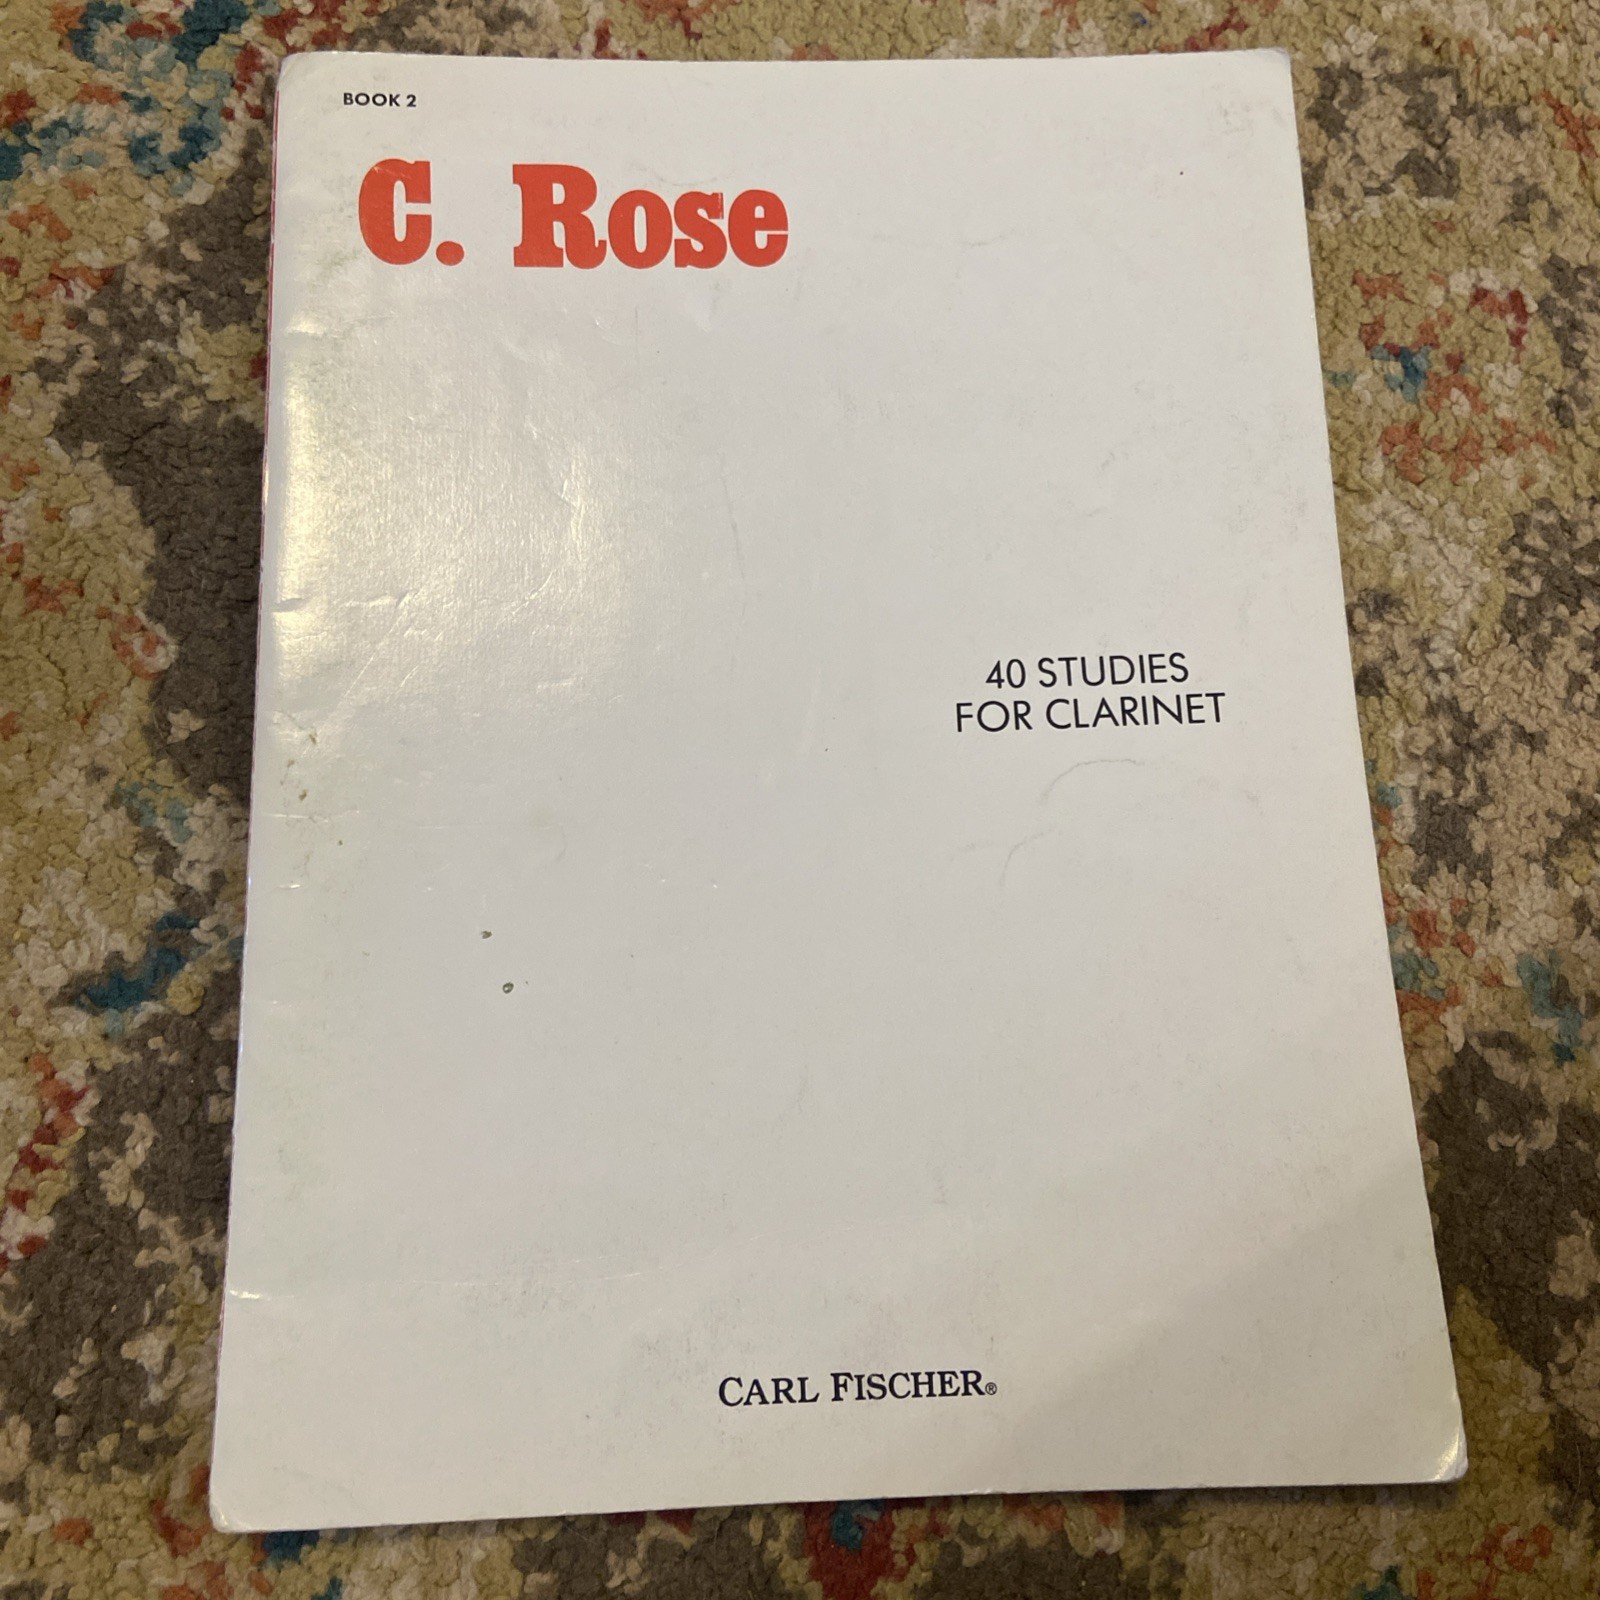 BOOK 2
C. Rose
40 STUDIES
FOR CLARINET
CARL FISCHER®